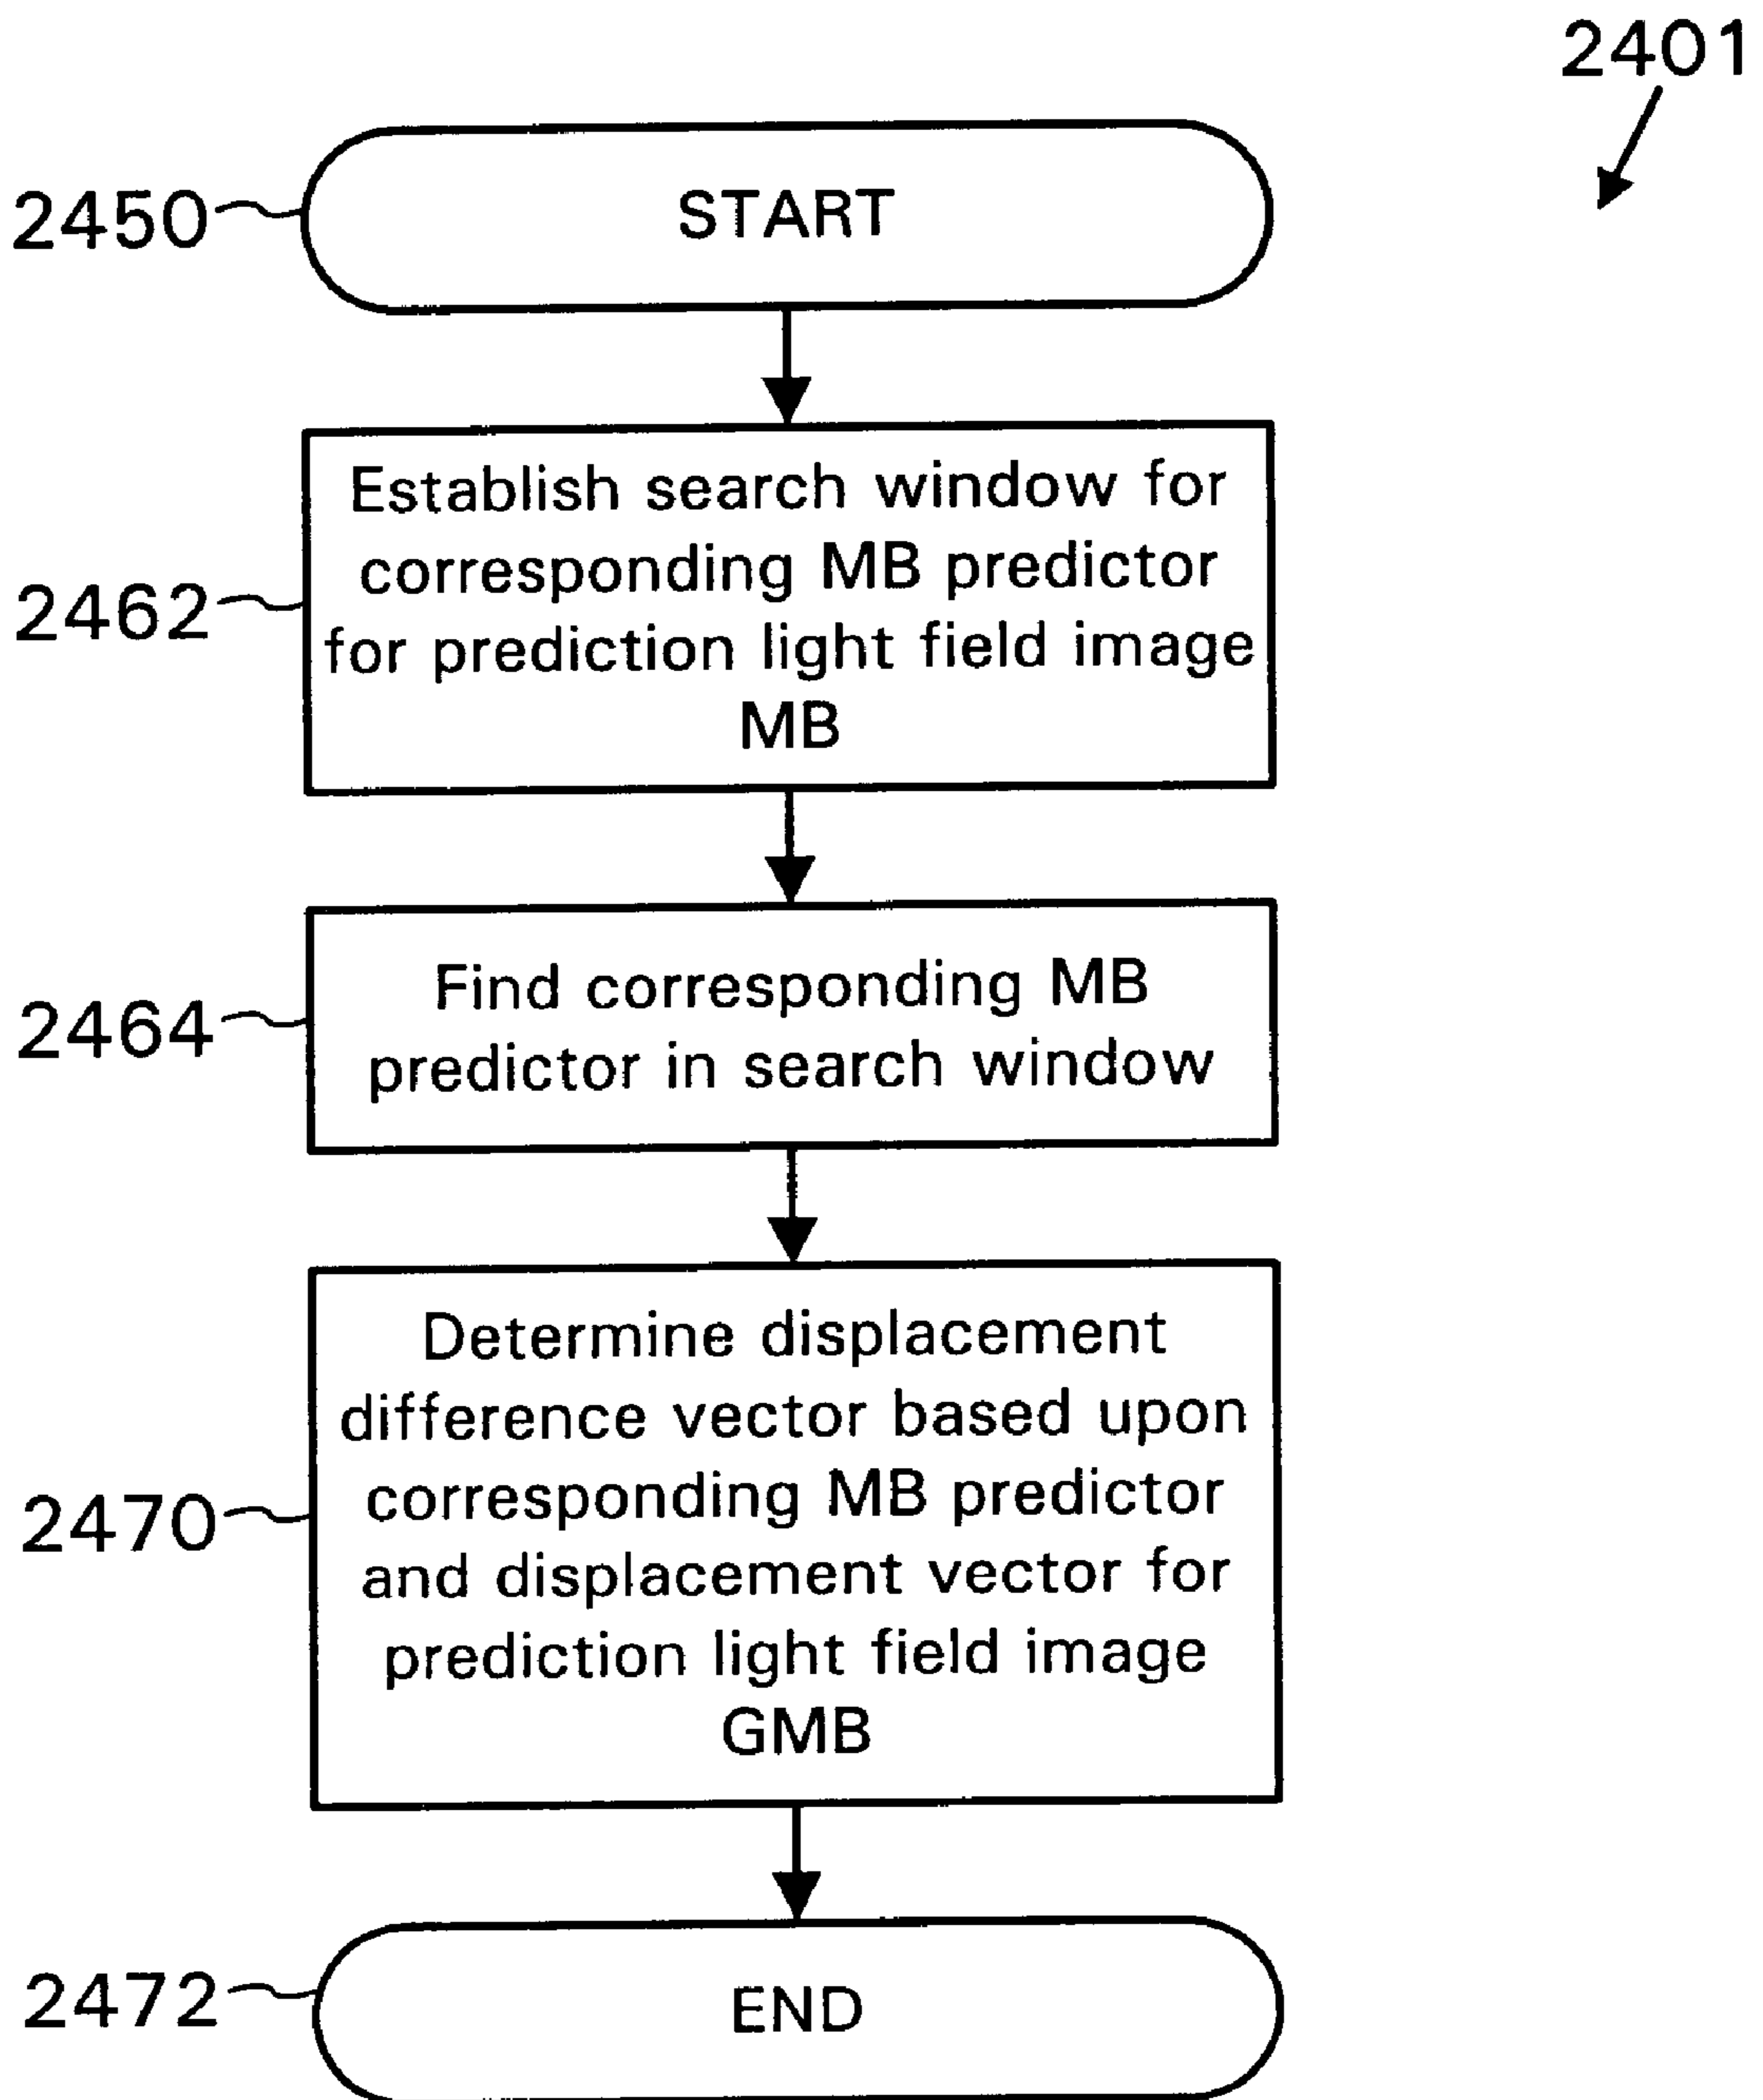 2401
2450
START
2462
Establish search window for
corresponding MB predictor
for prediction light field image
MB
2464
Find corresponding MB
predictor in search window
2470
Determine displacement
difference vector based upon
corresponding MB predictor
and displacement vector for
prediction light field image
GMB
2472
END